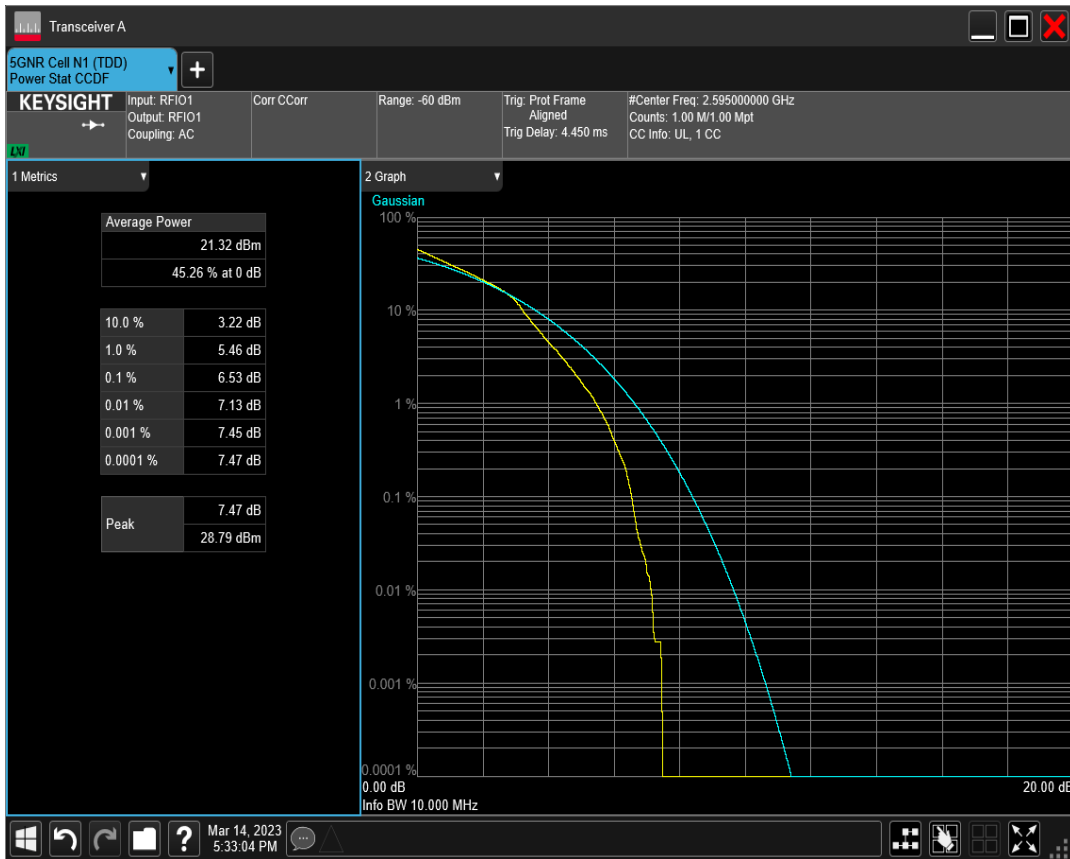 Transceiver A
5GNR Cell N1 (TDD)
Power Stat CCDF
+
KEYSIGHT
LXI
Input: RFIO1
Output: RFIO1
Coupling: AC
Corr CCorr
Range: -60 dBm
Trig: Prot Frame
Aligned
Trig Delay: 4.450 ms
#Center Freq: 2.595000000 GHz
Counts: 1.00 M/1.00 Mpt
CC Info: UL, 1 CC
1 Metrics
Average Power
21.32 dBm
45.26 % at 0 dB
10.0 % 3.22 dB
1.0 % 5.46 dB
0.1 % 6.53 dB
0.01 % 7.13 dB
0.001 % 7.45 dB
0.0001 % 7.47 dB
Peak
7.47 dB
28.79 dBm
2 Graph
Gaussian
100 %
10 %
1 %
0.1 %
0.01 %
0.001 %
0.0001 %
0.00 dB 20.00 dB
Info BW 10.000 MHz
?
Mar 14, 2023
5:33:04 PM